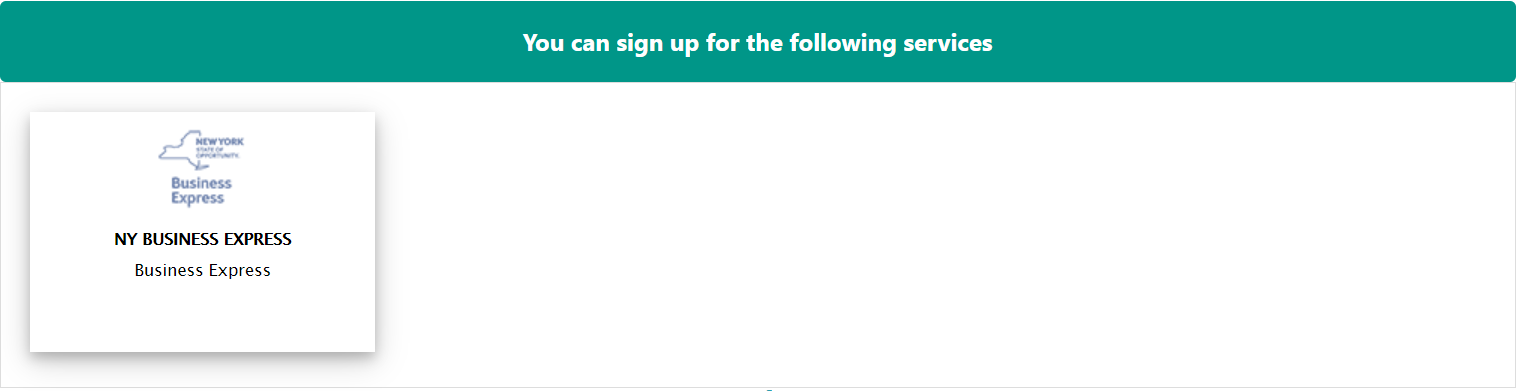 You can sign up for the following services
NEW YORK
STATE OF
OPPORTUNITY.
Business
Express
NY BUSINESS EXPRESS
Business Express